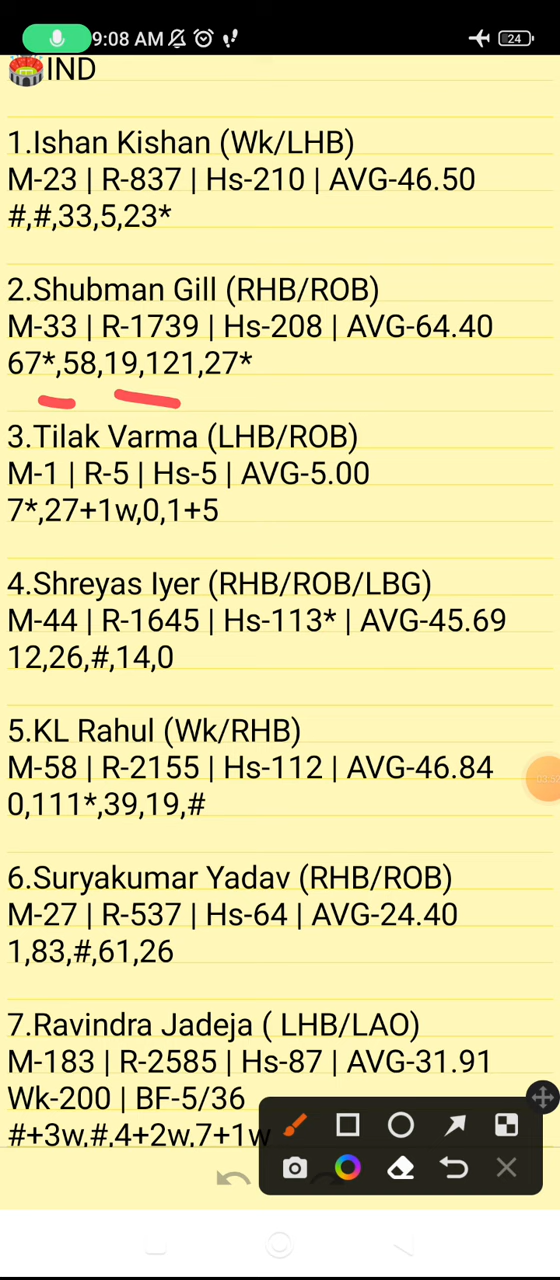 9:08 AM
24
IND
1.Ishan Kishan (Wk/LHB)
M-23 | R-837 | Hs-210 | AVG-46.50
#,#,33,5,23*
2.Shubman Gill (RHB/ROB)
M-33 | R-1739 | Hs-208 | AVG-64.40
67*,58,19,121,27*
3.Tilak Varma (LHB/ROB)
M-1 | R-5 | Hs-5 | AVG-5.00
7*,27+1w,0,1+5
4.Shreyas Iyer (RHB/ROB/LBG)
M-44 | R-1645 | Hs-113* | AVG-45.69
12,26,#,14,0
5.KL Rahul (Wk/RHB)
M-58 | R-2155 | Hs-112 | AVG-46.84
0,111*,39,19,#
6.Suryakumar Yadav (RHB/ROB)
M-27 | R-537 | Hs-64 | AVG-24.40
1,83,#,61,26
7.Ravindra Jadeja ( LHB/LAO)
M-183 | R-2585 | Hs-87 | AVG-31.91
Wk-200 | BF-5/36
#+3w,#,4+2w,7+1w